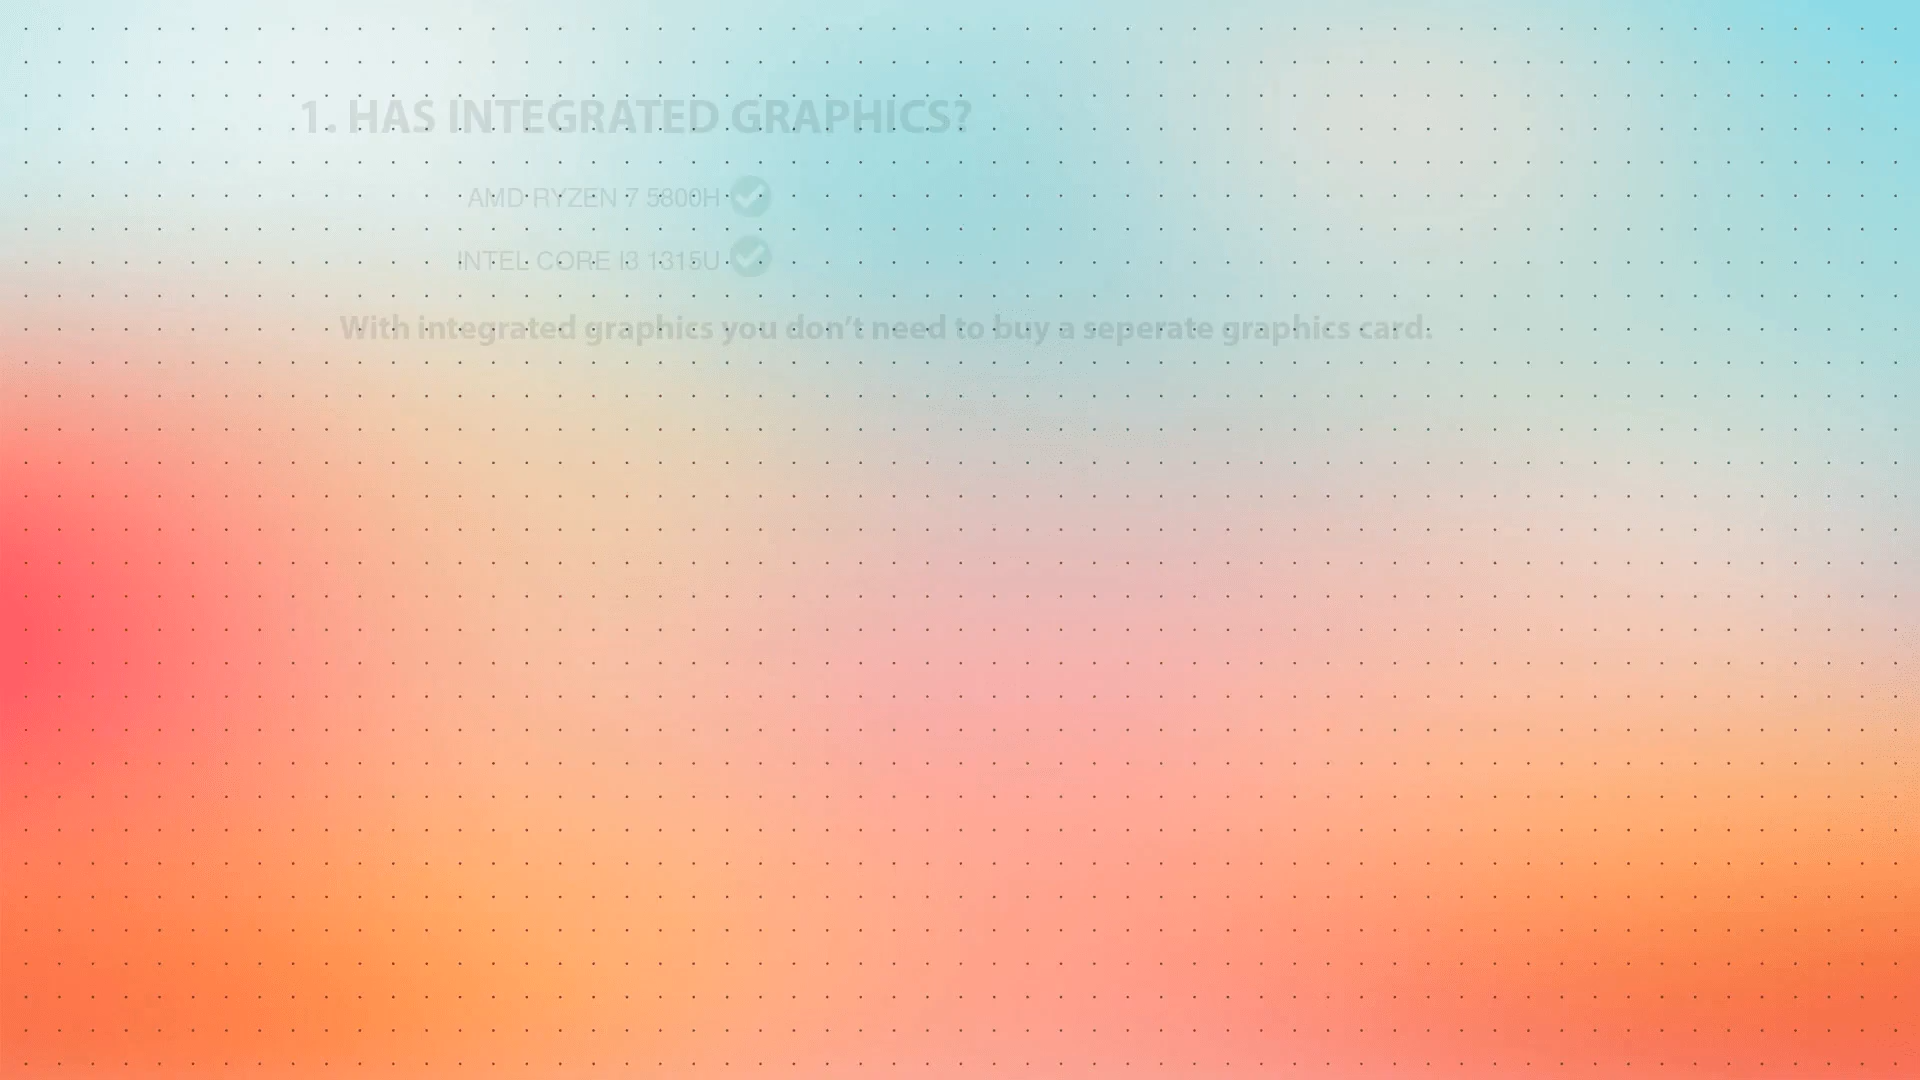 1. HAS INTEGRATED GRAPHICS?
AMD RYZEN 7 5800H
INTEL CORE I3 1315U
With integrated graphics you don’t need to buy a seperate graphics card.